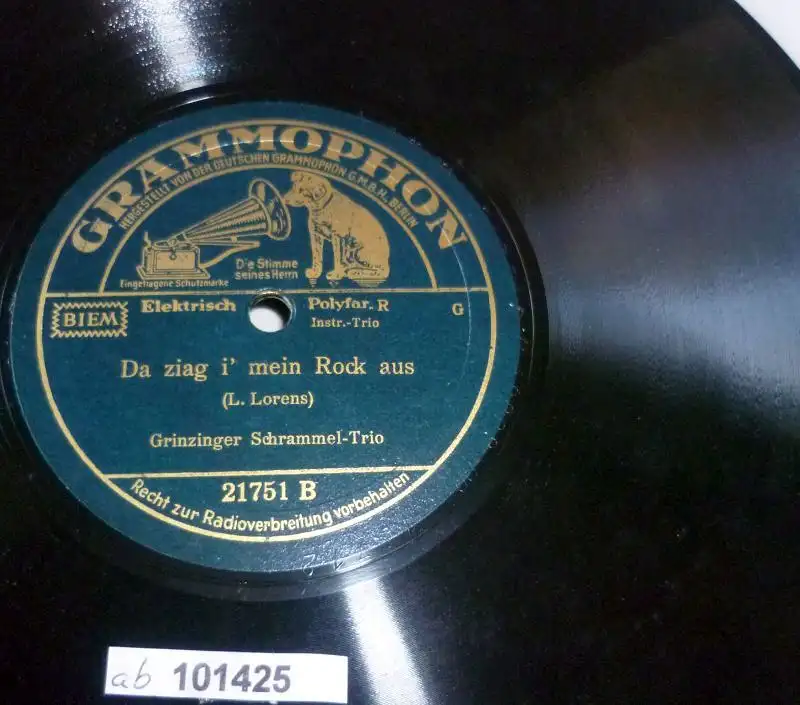 GRAMMOPHON
HERGESTELLT VON DER DEUTSCHEN GRAMMOPHON G.M.B.H. BERLIN
Die Stimme
seines Herrn
Eingetragene Schutzmarke
BIEM Elektrisch Polyfar. R G
Instr.-Trio
Da ziag i' mein Rock aus
(L. Lorens)
Grinzinger Schrammel-Trio
21751 B
Recht zur Radioverbreitung vorbehalten
ab 101425